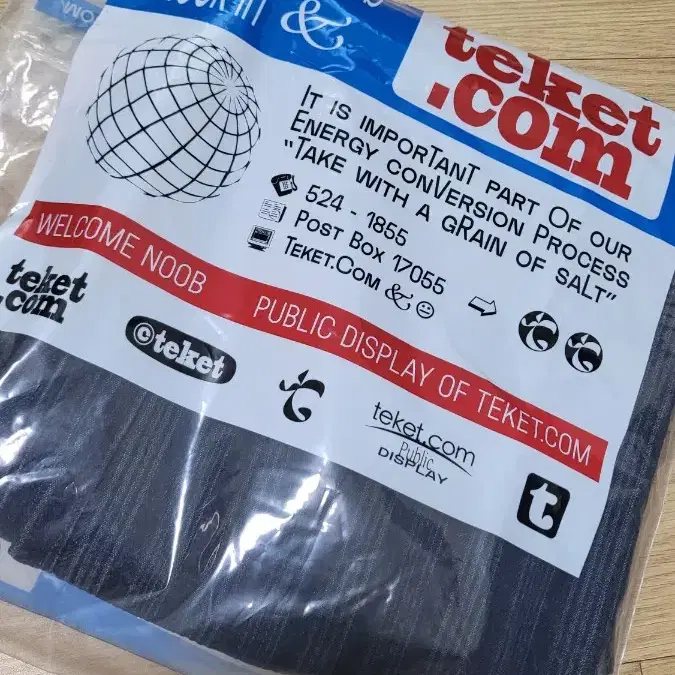 &
teket
.com
IT IS IMPORTANT PART OF OUR
ENERGY CONVERSION PROCESS
"TAKE WITH A GRAIN OF SALT"
524 - 1855
POST BOX 17055
TEKET.COM &
WELCOME NOOB PUBLIC DISPLAY OF TEKET.COM
teket
.com
©teket
teket.com
Public
DISPLAY
t